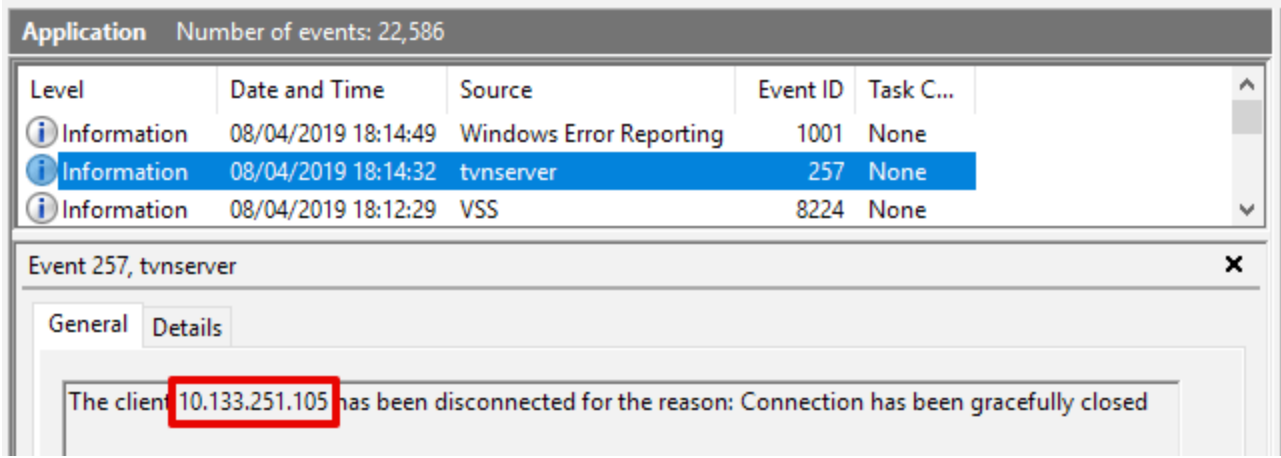 Application Number of events: 22,586
Level Date and Time Source Event ID Task C...
Information 08/04/2019 18:14:49 Windows Error Reporting 1001 None
Information 08/04/2019 18:14:32 tvnserver 257 None
Information 08/04/2019 18:12:29 VSS 8224 None
Event 257, tvnserver
General Details
The client 10.133.251.105 has been disconnected for the reason: Connection has been gracefully closed